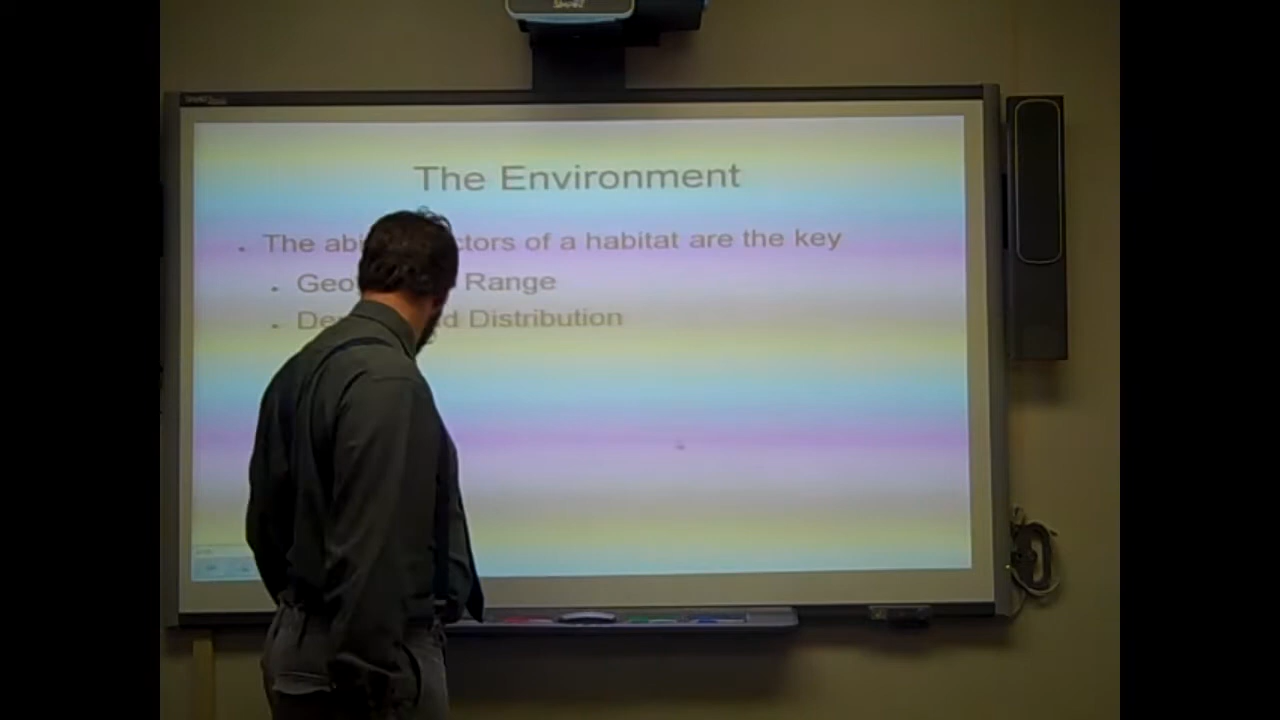 The Environment
The abi ctors of a habitat are the key
Geo Range
De d Distribution